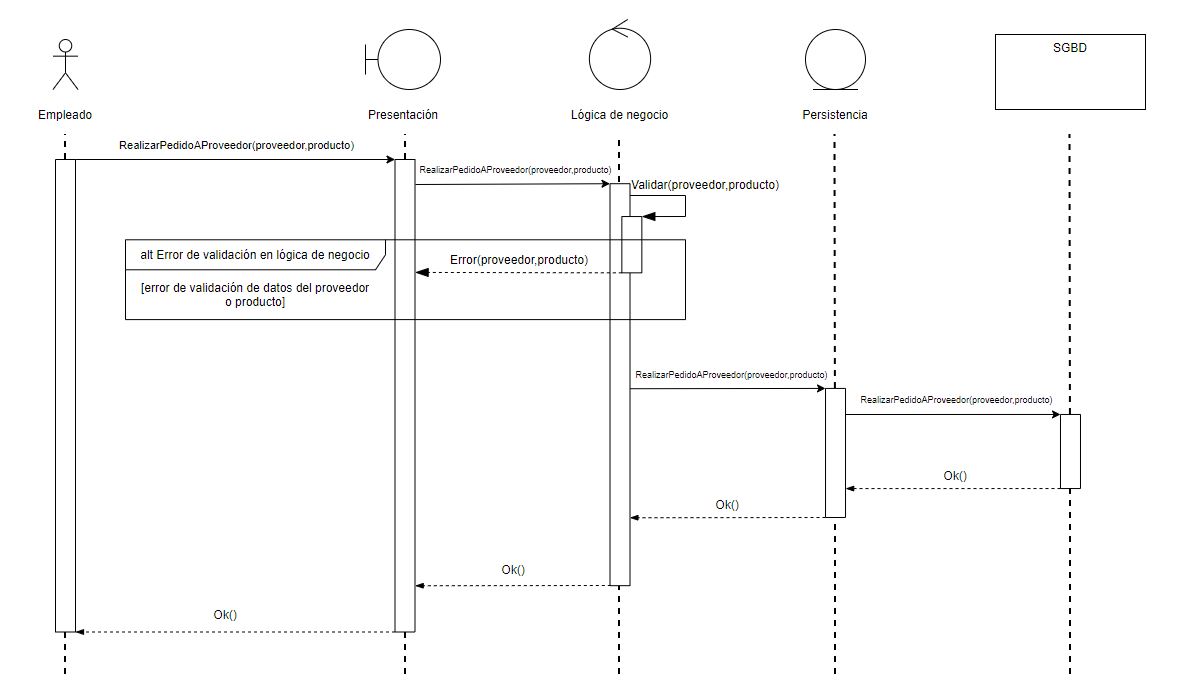 SGBD
Empleado
Presentación
Lógica de negocio
Persistencia
RealizarPedidoAProveedor(proveedor,producto)
RealizarPedidoAProveedor(proveedor,producto)
Validar(proveedor,producto)
alt Error de validación en lógica de negocio
Error(proveedor,producto)
[error de validación de datos del proveedor
o producto]
RealizarPedidoAProveedor(proveedor,producto)
RealizarPedidoAProveedor(proveedor,producto)
Ok()
Ok()
Ok()
Ok()